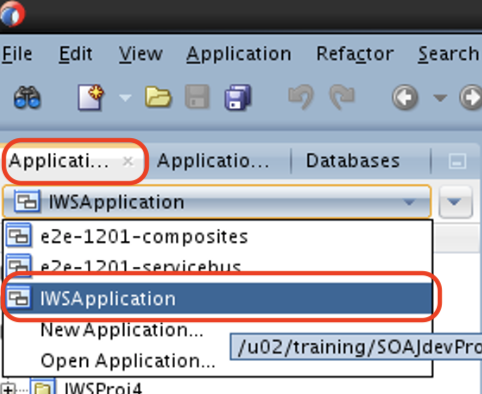 File Edit View Application Refactor Search
Applicati... Applicatio... Databases
IWSApplication
e2e-1201-composites
e2e-1201-servicebus
IWSApplication
New Application...
/u02/training/SOAJdevPro
Open Application...
IWSProj4